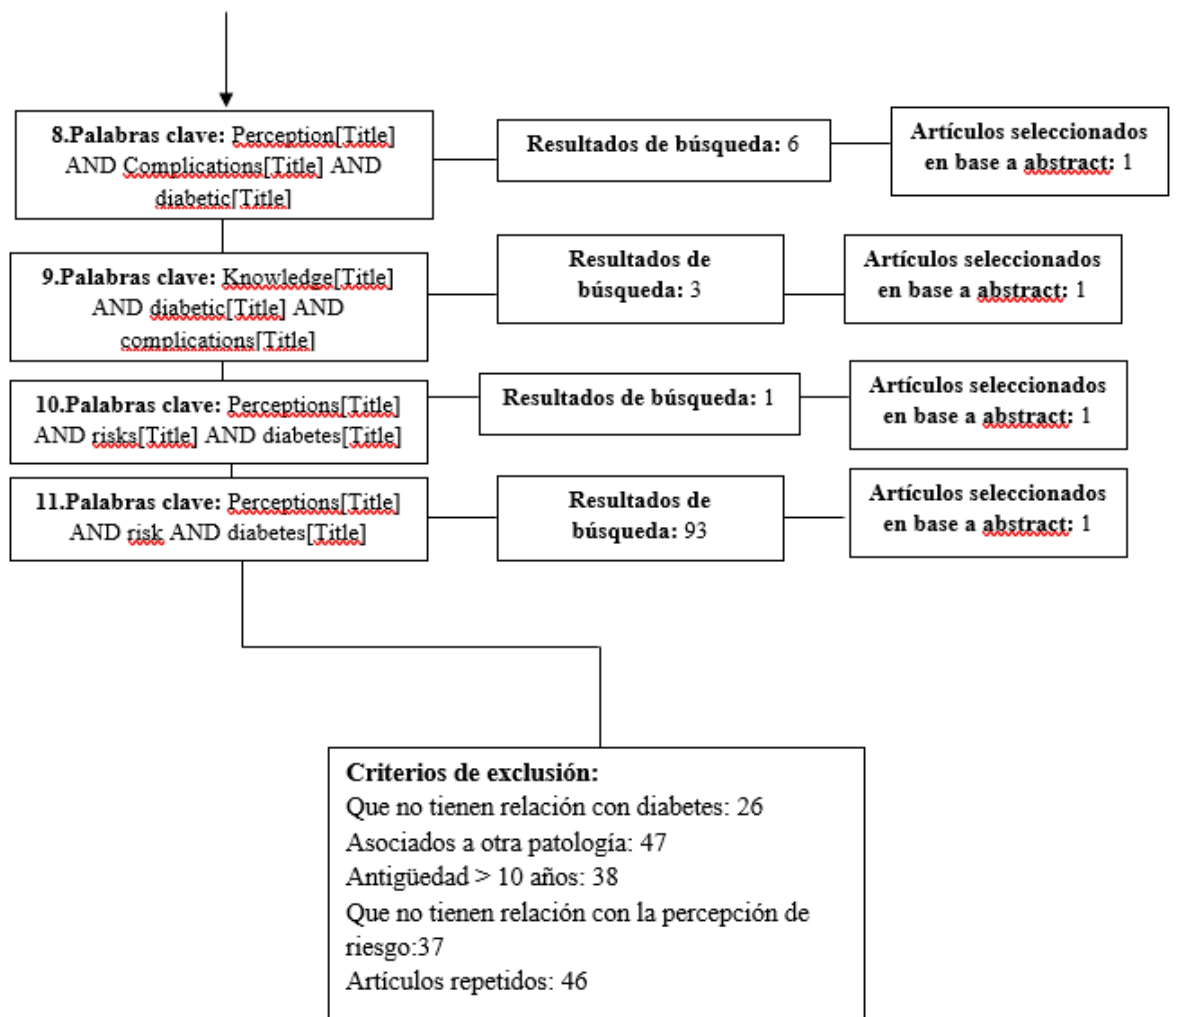 8.Palabras clave: Perception[Title]
AND Complications[Title] AND
diabetic[Title]
Resultados de búsqueda: 6
Artículos seleccionados
en base a abstract: 1
9.Palabras clave: Knowledge[Title]
AND diabetic[Title] AND
complications[Title]
Resultados de
búsqueda: 3
Artículos seleccionados
en base a abstract: 1
10.Palabras clave: Perceptions[Title]
AND risks[Title] AND diabetes[Title]
Resultados de búsqueda: 1
Artículos seleccionados
en base a abstract: 1
11.Palabras clave: Perceptions[Title]
AND risk AND diabetes[Title]
Resultados de
búsqueda: 93
Artículos seleccionados
en base a abstract: 1
Criterios de exclusión:
Que no tienen relación con diabetes: 26
Asociados a otra patología: 47
Antigüedad > 10 años: 38
Que no tienen relación con la percepción de
riesgo:37
Artículos repetidos: 46